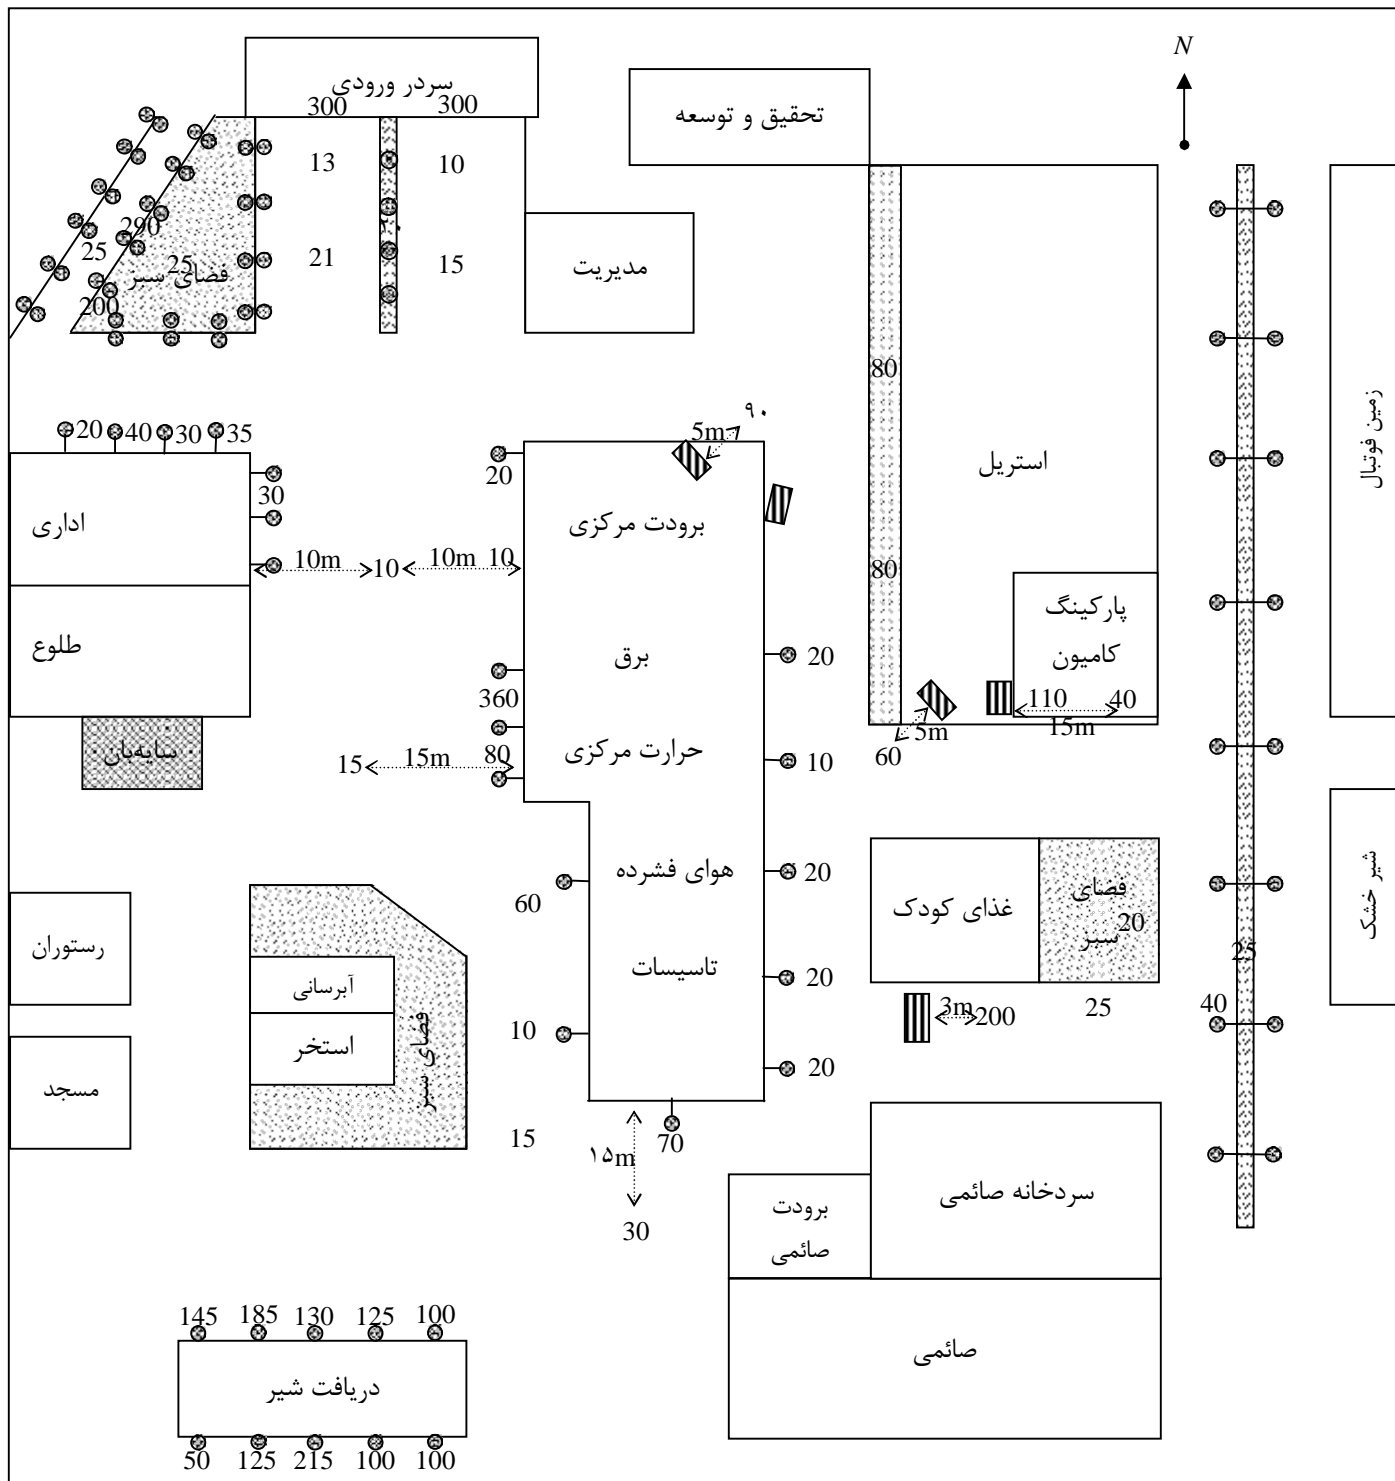 سردر ورودی
300
300
N
تحقیق و توسعه
13
10
290
25
21
15
25
فضای سبز
200
مدیریت
80
زمین فوتبال
۹۰
5m
20
40
30
35
20
30
استریل
اداری
برودت مرکزی
10m
10
10m
10
80
پارکینگ
کامیون
طلوع
برق
20
360
110
40
15m
5m
60
سایه‌بان
15
15m
80
حرارت مرکزی
10
هوای فشرده
20
60
غذای کودک
فضای
سبز
20
شیر خشک
25
رستوران
آبرسانی
تاسیسات
20
3m
200
25
40
استخر
فضای سبز
10
مسجد
20
15
۱۵m
70
30
سردخانه صائمی
برودت
صائمی
145
185
130
125
100
دریافت شیر
صائمی
50
125
215
100
100